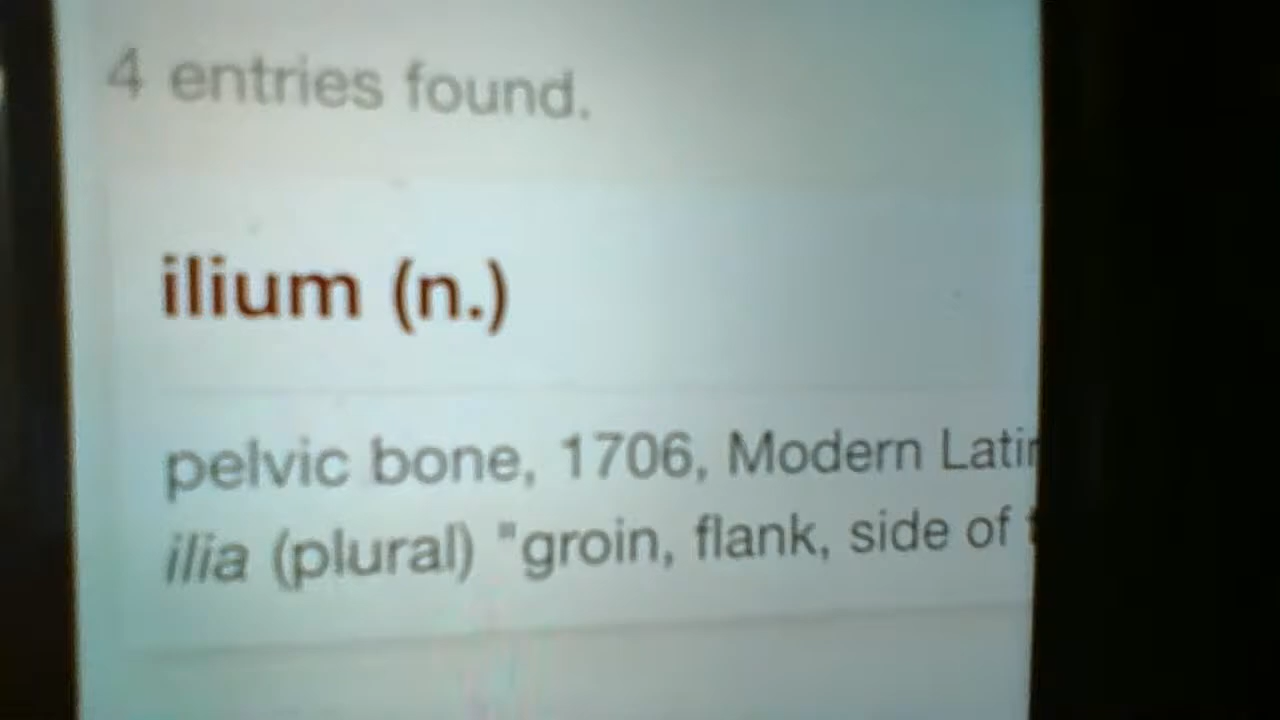 4 entries found.
ilium (n.)
pelvic bone, 1706, Modern
ilia (plural) "groin, flank, side of